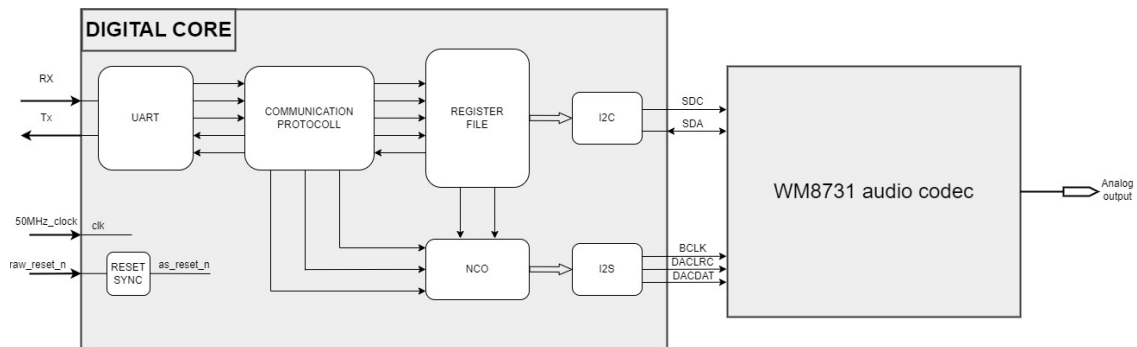 DIGITAL CORE
RX
Tx
UART
COMMUNICATION
PROTOCOLL
REGISTER
FILE
I2C
SDC
SDA
WM8731 audio codec
Analog
output
50MHz_clock
clk
raw_reset_n
RESET
SYNC
as_reset_n
NCO
I2S
BCLK
DACLRC
DACDAT